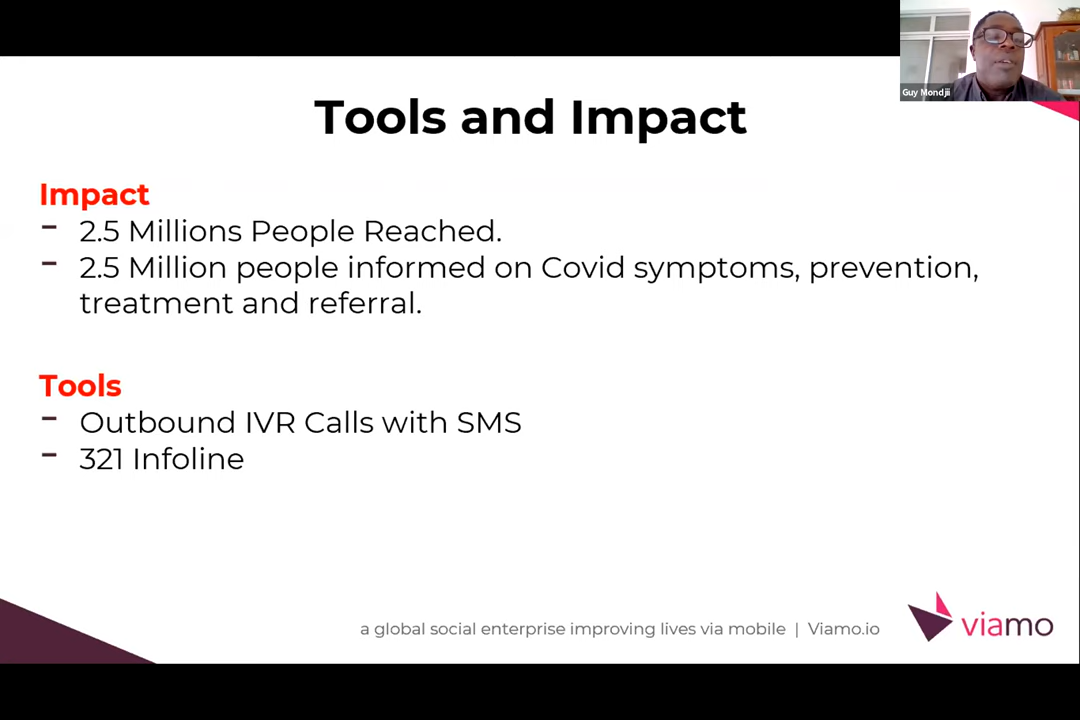 Guy Mondji
Tools and Impact
Impact
- 2.5 Millions People Reached.
- 2.5 Million people informed on Covid symptoms, prevention,
treatment and referral.
Tools
- Outbound IVR Calls with SMS
- 321 Infoline
a global social enterprise improving lives via mobile | Viamo.io
viamo